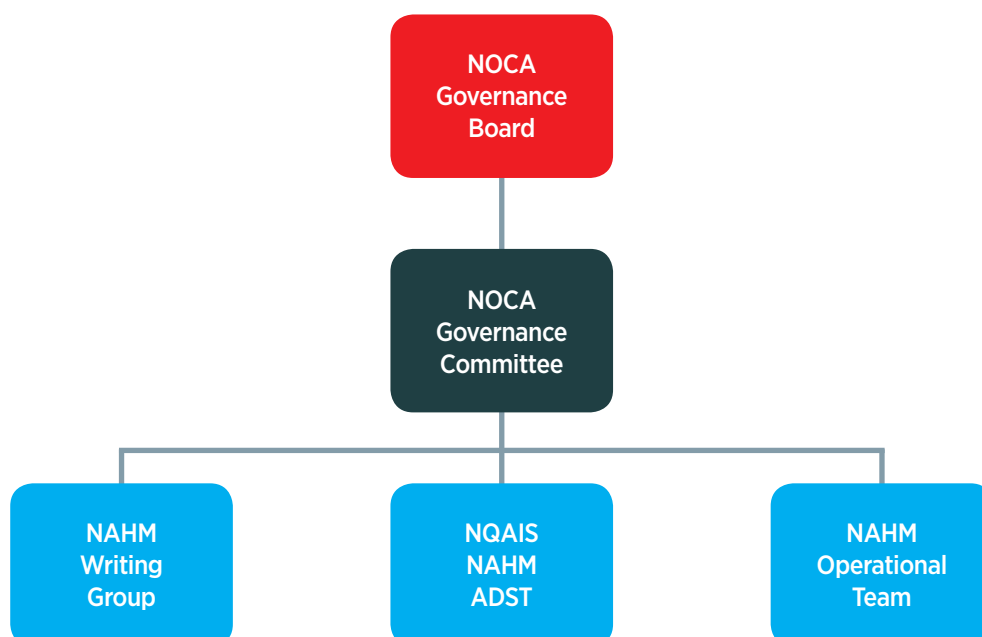 NOCA
Governance
Board
NOCA
Governance
Committee
NAHM
Writing
Group
NQAIS
NAHM
ADST
NAHM
Operational
Team